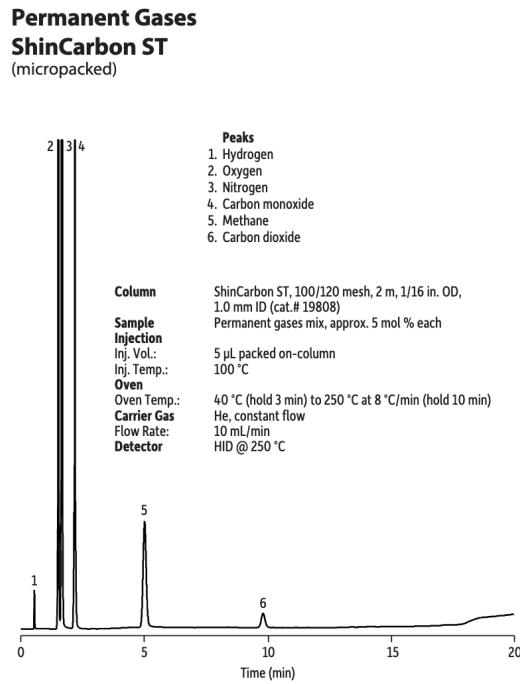 Permanent Gases
ShinCarbon ST
(micropacked)
2 3 4
Peaks
1. Hydrogen
2. Oxygen
3. Nitrogen
4. Carbon monoxide
5. Methane
6. Carbon dioxide
Column ShinCarbon ST, 100/120 mesh, 2 m, 1/16 in. OD,
1.0 mm ID (cat.# 19808)
Sample Permanent gases mix, approx. 5 mol % each
Injection
Inj. Vol.: 5 µL packed on-column
Inj. Temp.: 100 °C
Oven
Oven Temp.: 40 °C (hold 3 min) to 250 °C at 8 °C/min (hold 10 min)
Carrier Gas He, constant flow
Flow Rate: 10 mL/min
Detector HID @ 250 °C
5
1
6
0 5 10 15 20
Time (min)